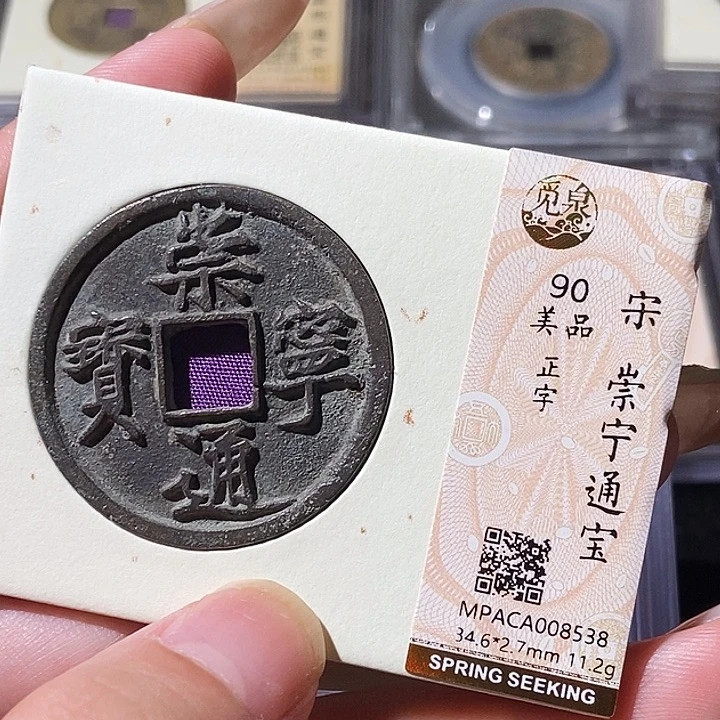 崇
寧
通
寶
觅泉
宋 崇宁通宝
90
美品
正字
MPACA008538
34.6*2.7mm 11.2g
SPRING SEEKING